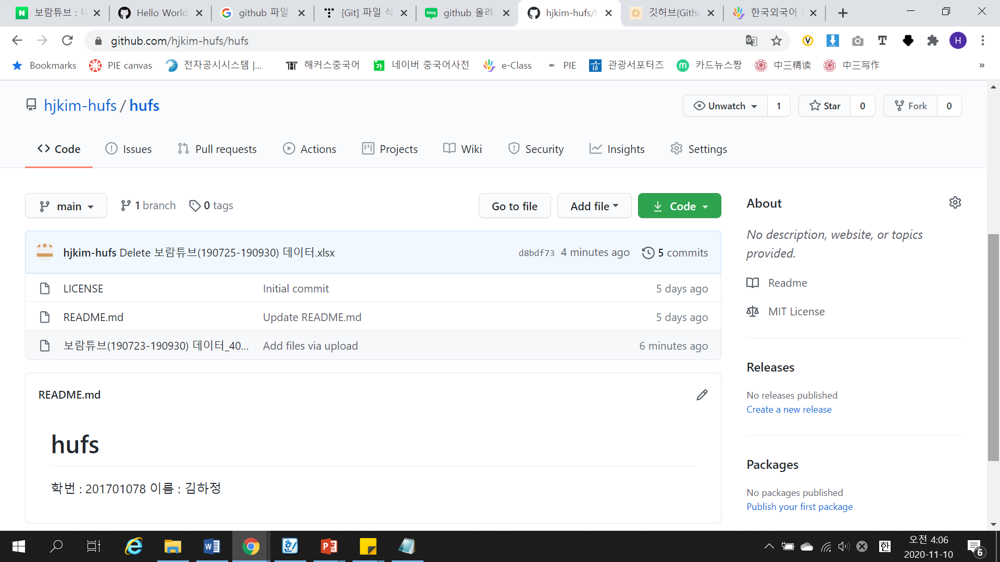 보람튜브 : 네
Hello World
github 파일
[Git] 파일 삭
github 올려
hjkim-hufs/h
깃허브(Githu
한국외국어
github.com/hjkim-hufs/hufs
H
Bookmarks PIE canvas 전자공시시스템 |... 해커스중국어 네이버 중국어사전 e-Class PIE 관광서포터즈 카드뉴스짱 中三精读 中三写作 »
hjkim-hufs / hufs
Unwatch 1 Star 0 Fork 0
Code Issues Pull requests Actions Projects Wiki Security Insights Settings
main 1 branch 0 tags Go to file Add file Code
hjkim-hufs Delete 보람튜브(190725-190930) 데이터.xlsx d8bdf73 4 minutes ago 5 commits
LICENSE Initial commit 5 days ago
README.md Update README.md 5 days ago
보람튜브(190723-190930) 데이터_40... Add files via upload 6 minutes ago
README.md
hufs
학번 : 201701078 이름 : 김하정
About
No description, website, or topics
provided.
Readme
MIT License
Releases
No releases published
Create a new release
Packages
No packages published
Publish your first package
한
오전 4:06
2020-11-10
6